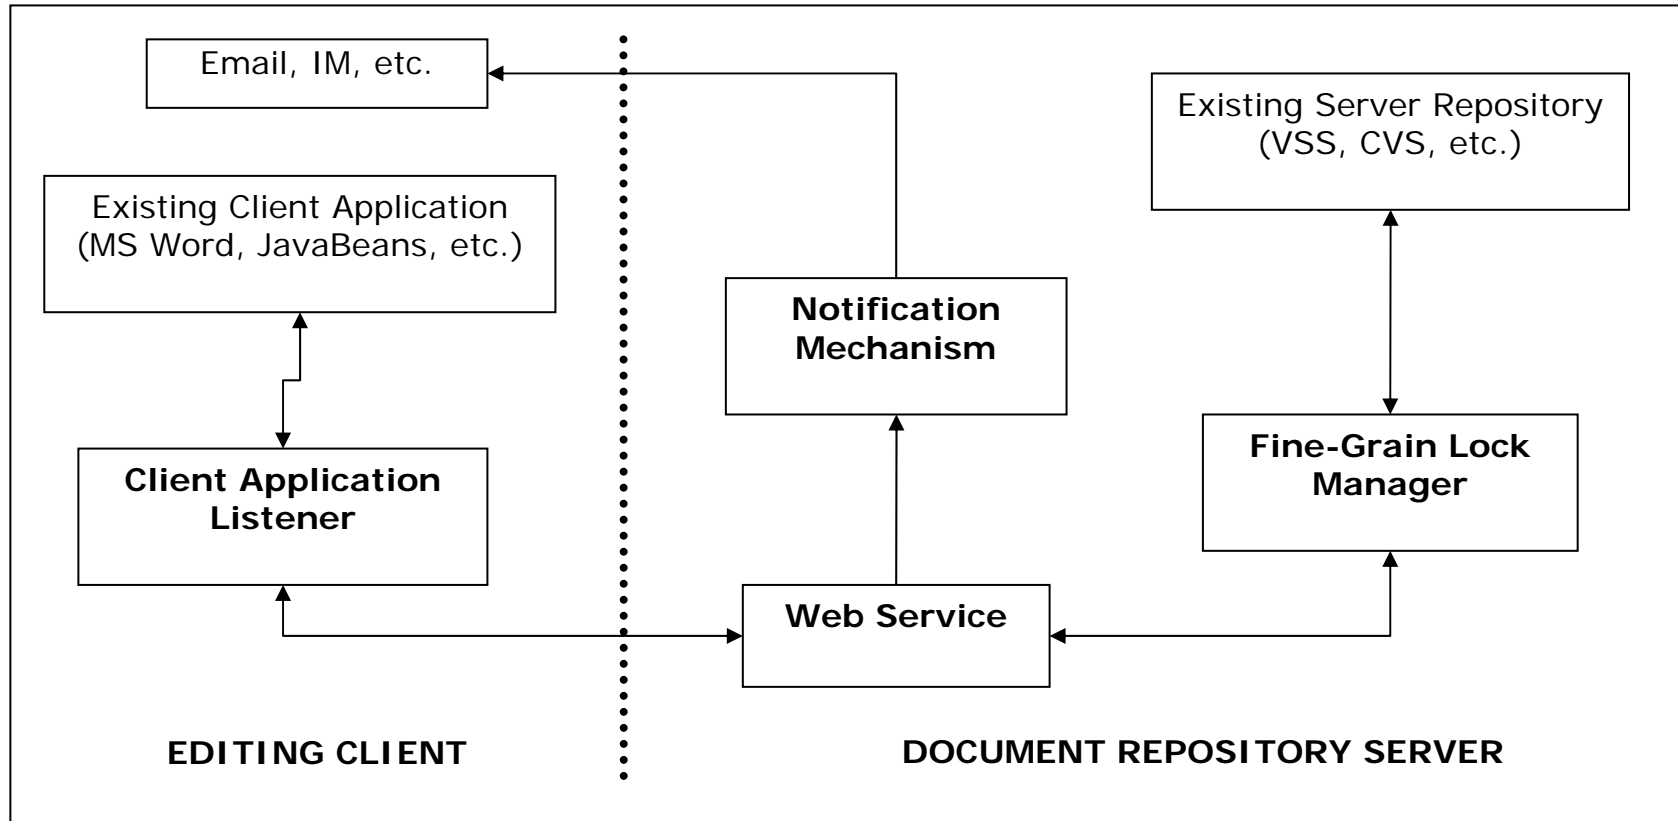 Email, IM, etc.
Existing Server Repository
(VSS, CVS, etc.)
Existing Client Application
(MS Word, JavaBeans, etc.)
Notification
Mechanism
Client Application
Listener
Fine-Grain Lock
Manager
Web Service
EDITING CLIENT
DOCUMENT REPOSITORY SERVER